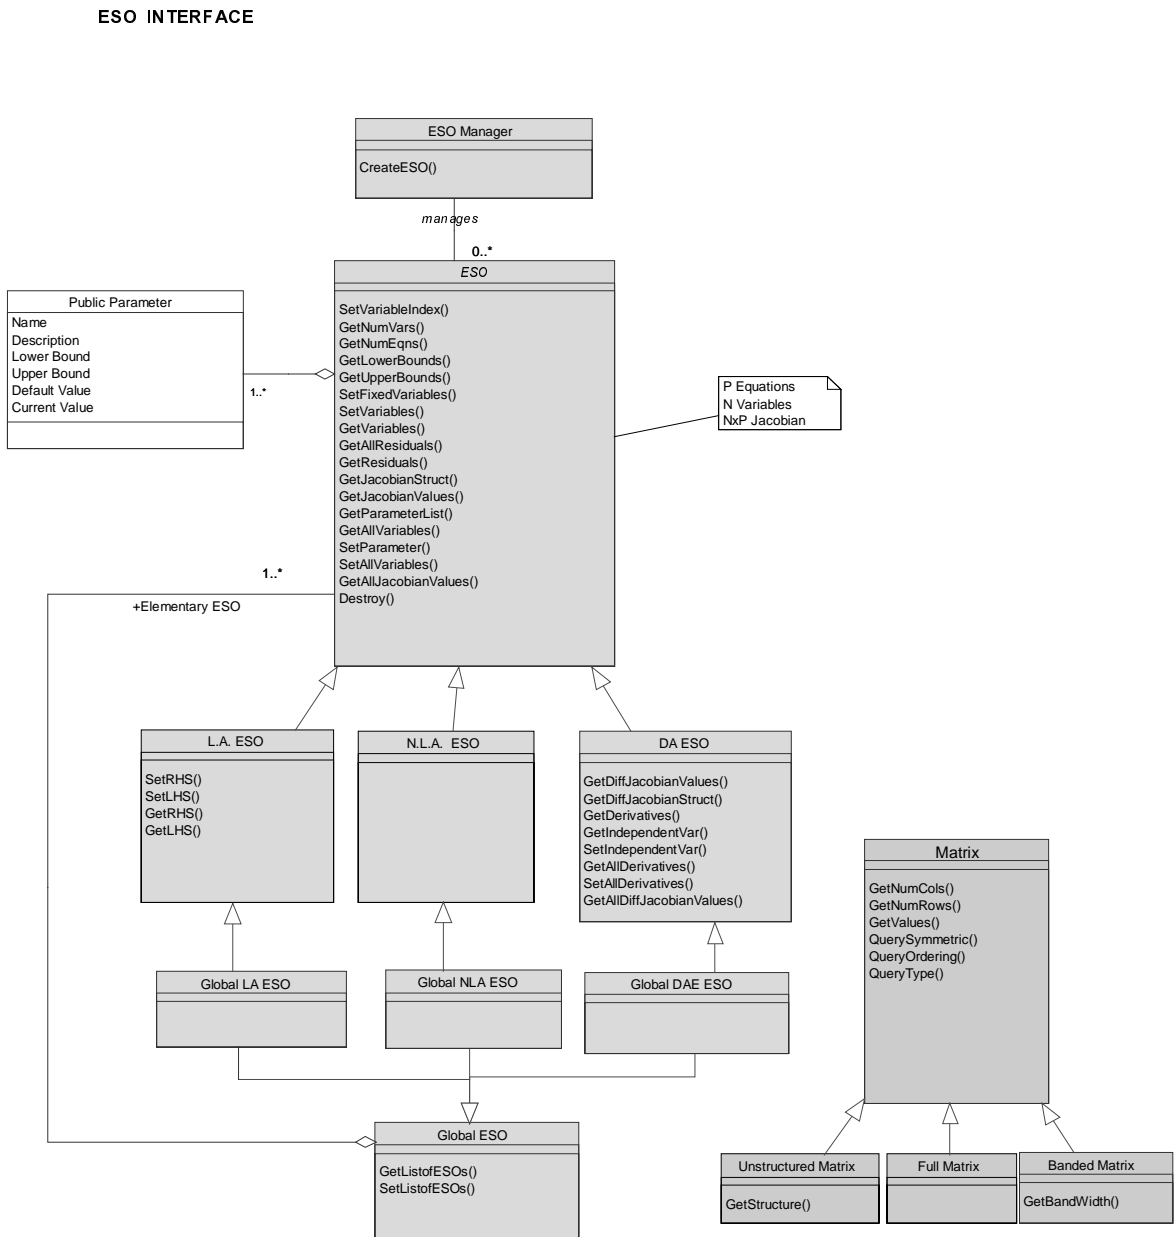 ESO INTERFACE
ESO Manager
CreateESO()
manages
0..*
ESO
SetVariableIndex()
GetNumVars()
GetNumEqns()
GetLowerBounds()
GetUpperBounds()
SetFixedVariables()
SetVariables()
GetVariables()
GetAllResiduals()
GetResiduals()
GetJacobianStruct()
GetJacobianValues()
GetParameterList()
GetAllVariables()
SetParameter()
SetAllVariables()
GetAllJacobianValues()
Destroy()
Public Parameter
Name
Description
Lower Bound
Upper Bound
Default Value
Current Value
1..*
P Equations
N Variables
NxP Jacobian
1..*
+Elementary ESO
L.A. ESO
SetRHS()
SetLHS()
GetRHS()
GetLHS()
N.L.A. ESO
DA ESO
GetDiffJacobianValues()
GetDiffJacobianStruct()
GetDerivatives()
GetIndependentVar()
SetIndependentVar()
GetAllDerivatives()
SetAllDerivatives()
GetAllDiffJacobianValues()
Global LA ESO
Global NLA ESO
Global DAE ESO
Global ESO
GetListofESOs()
SetListofESOs()
Matrix
GetNumCols()
GetNumRows()
GetValues()
QuerySymmetric()
QueryOrdering()
QueryType()
Unstructured Matrix
GetStructure()
Full Matrix
Banded Matrix
GetBandWidth()